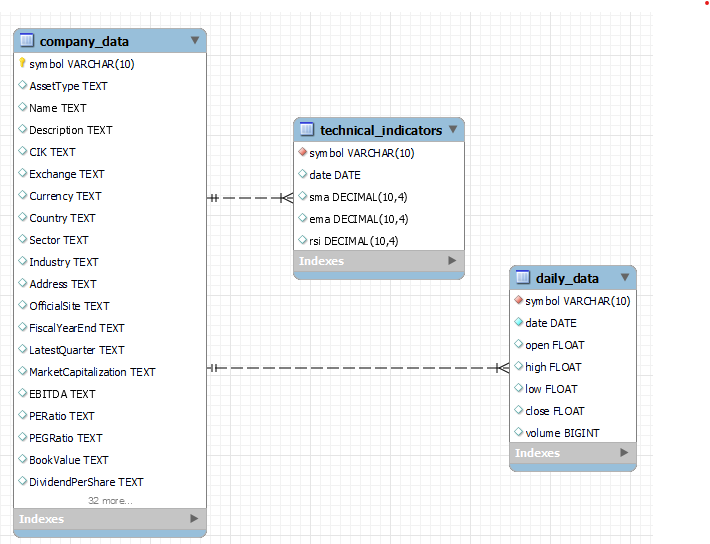 company_data
symbol VARCHAR(10)
AssetType TEXT
Name TEXT
Description TEXT
CIK TEXT
Exchange TEXT
Currency TEXT
Country TEXT
Sector TEXT
Industry TEXT
Address TEXT
OfficialSite TEXT
FiscalYearEnd TEXT
LatestQuarter TEXT
MarketCapitalization TEXT
EBITDA TEXT
PERatio TEXT
PEGRatio TEXT
BookValue TEXT
DividendPerShare TEXT
32 more...
Indexes
technical_indicators
symbol VARCHAR(10)
date DATE
sma DECIMAL(10,4)
ema DECIMAL(10,4)
rsi DECIMAL(10,4)
Indexes
daily_data
symbol VARCHAR(10)
date DATE
open FLOAT
high FLOAT
low FLOAT
close FLOAT
volume BIGINT
Indexes